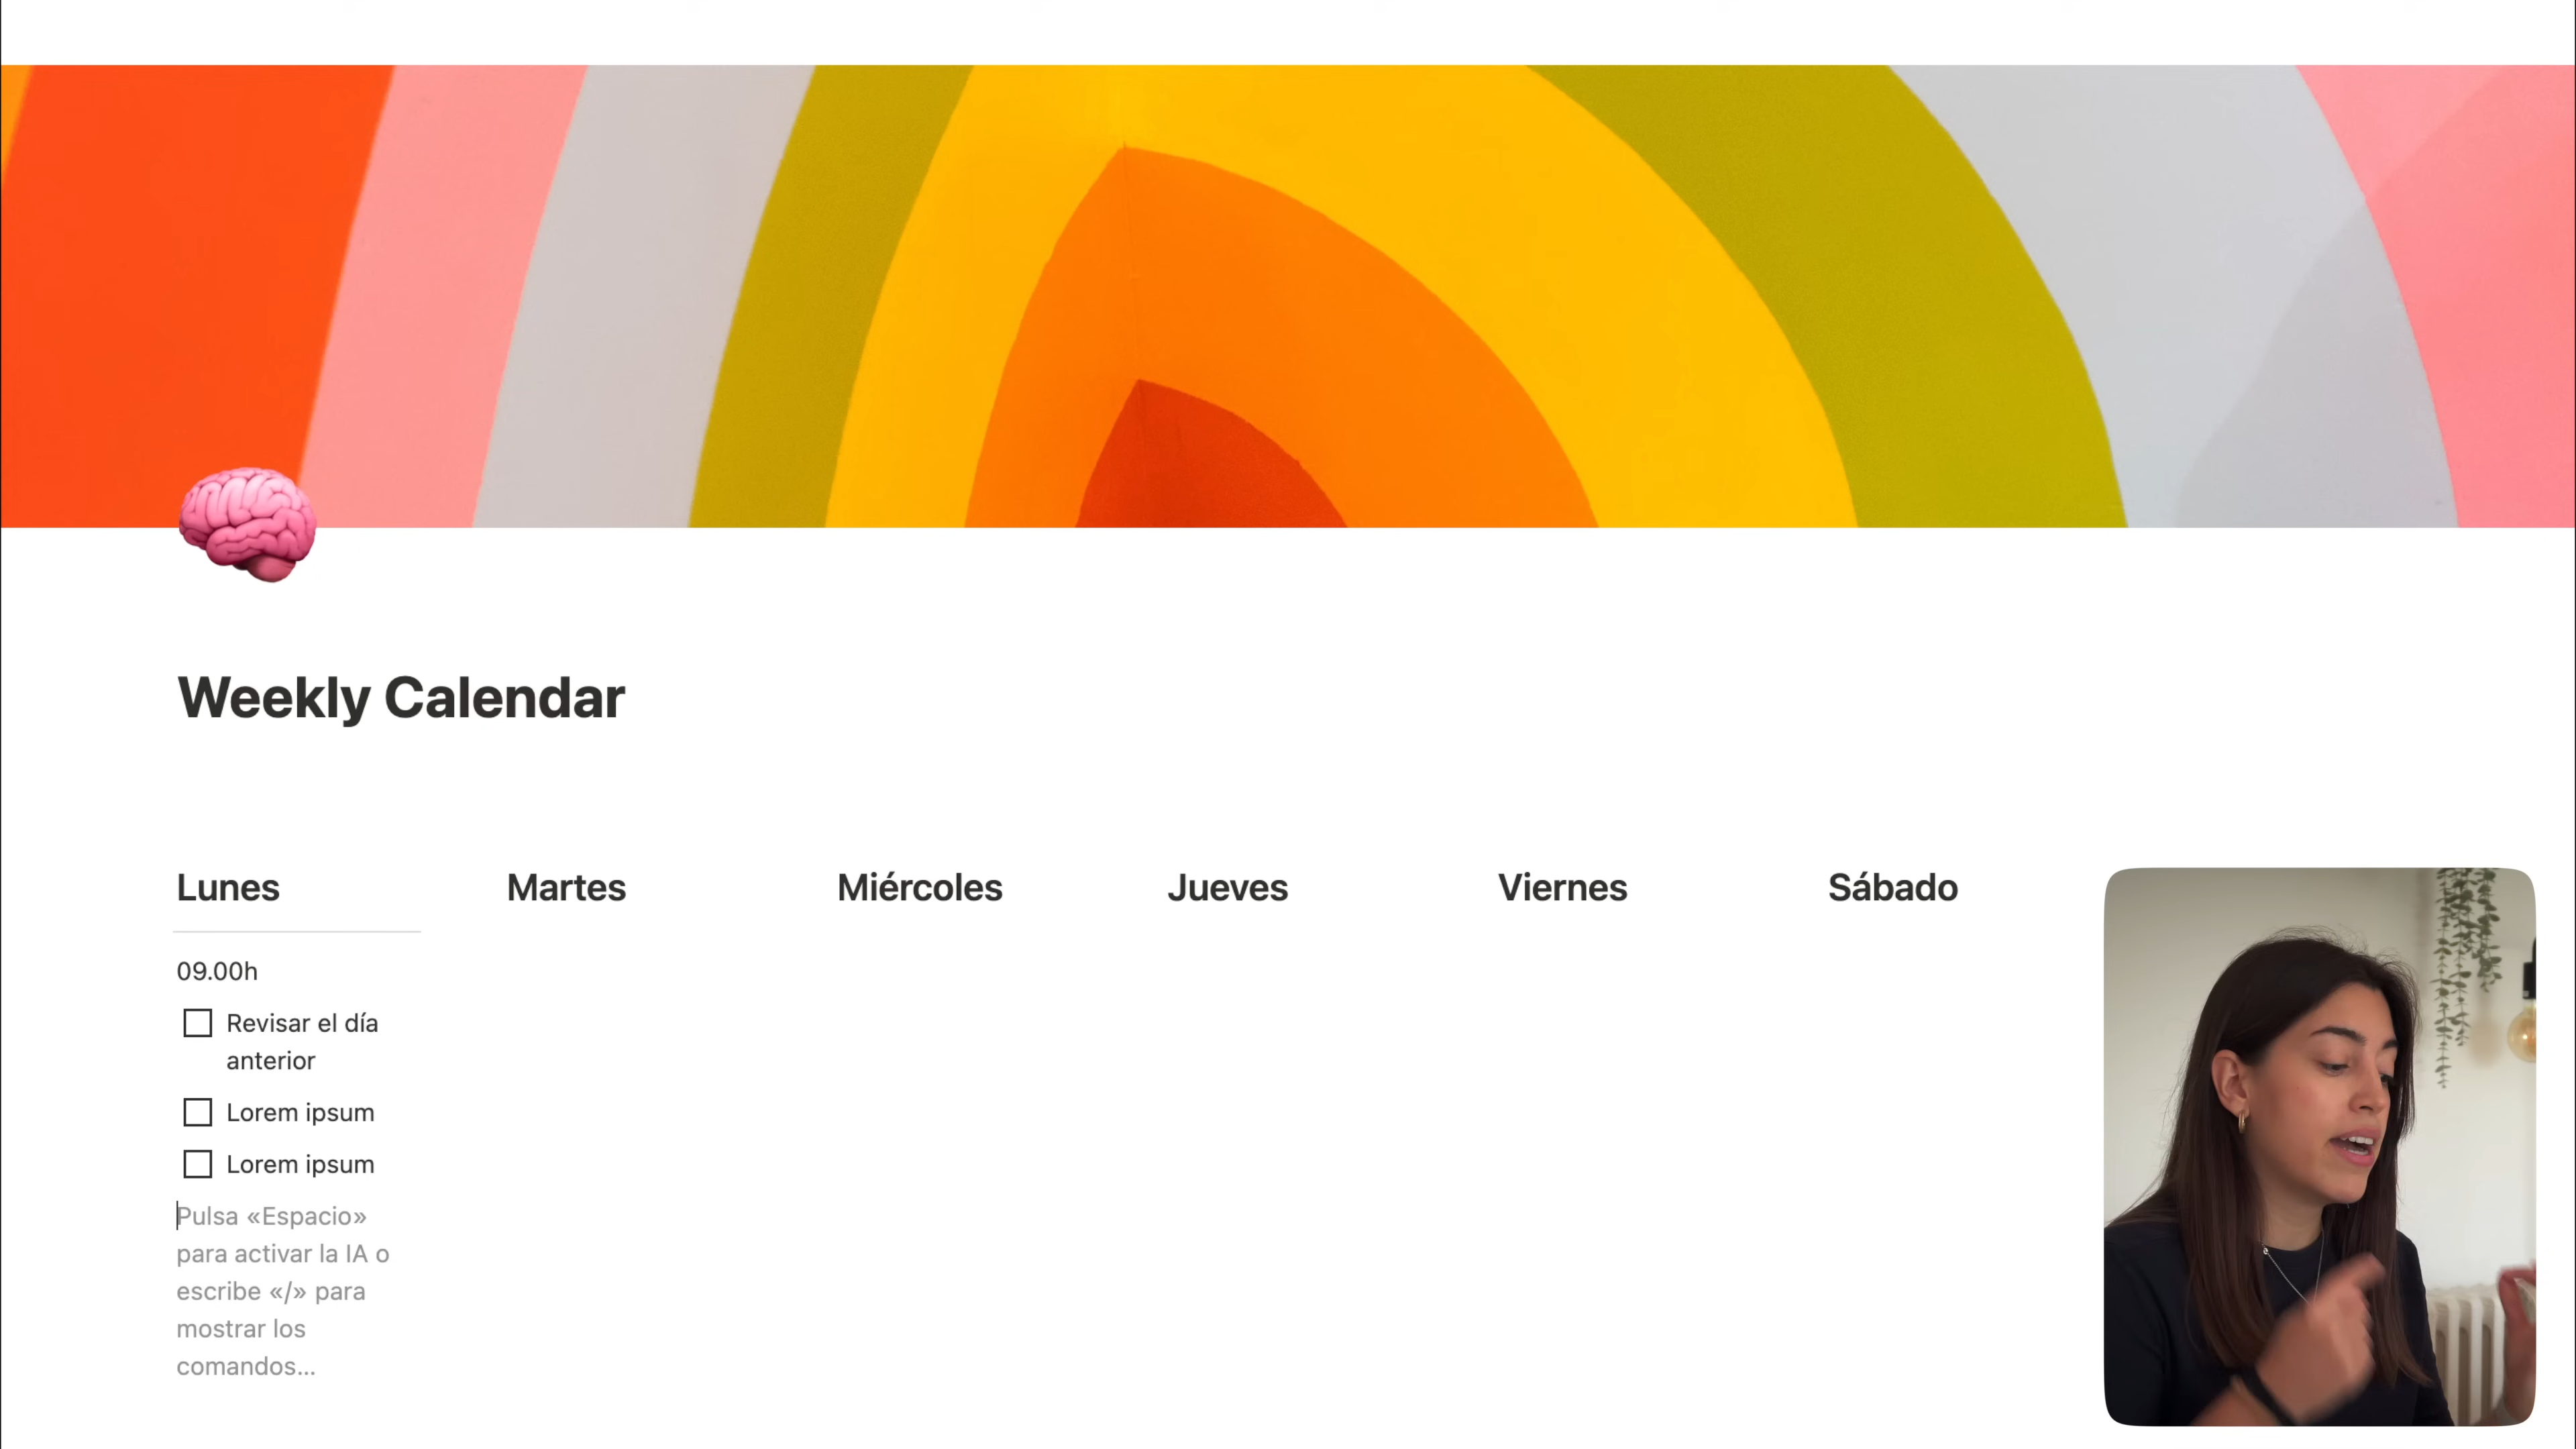 Weekly Calendar
Lunes
Martes
Miércoles
Jueves
Viernes
Sábado
09.00h
Revisar el día
anterior
Lorem ipsum
Lorem ipsum
Pulsa «Espacio»
para activar la IA o
escribe «/» para
mostrar los
comandos...